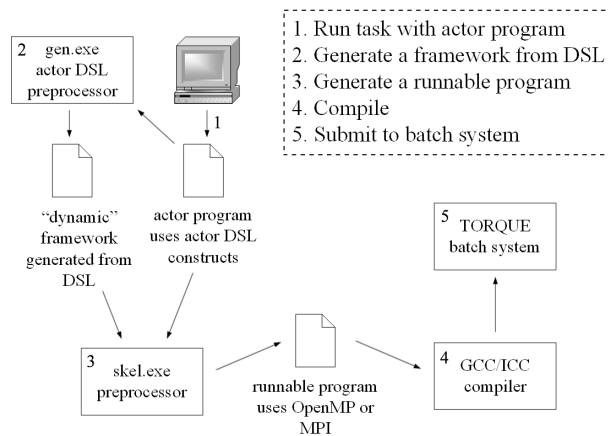 2
gen.exe
actor DSL
preprocessor
1
1. Run task with actor program
2. Generate a framework from DSL
3. Generate a runnable program
4. Compile
5. Submit to batch system
“dynamic”
framework
generated from
DSL
actor program
uses actor DSL
constructs
5
TORQUE
batch system
3
skel.exe
preprocessor
runnable program
uses OpenMP or
MPI
4
GCC/ICC
compiler